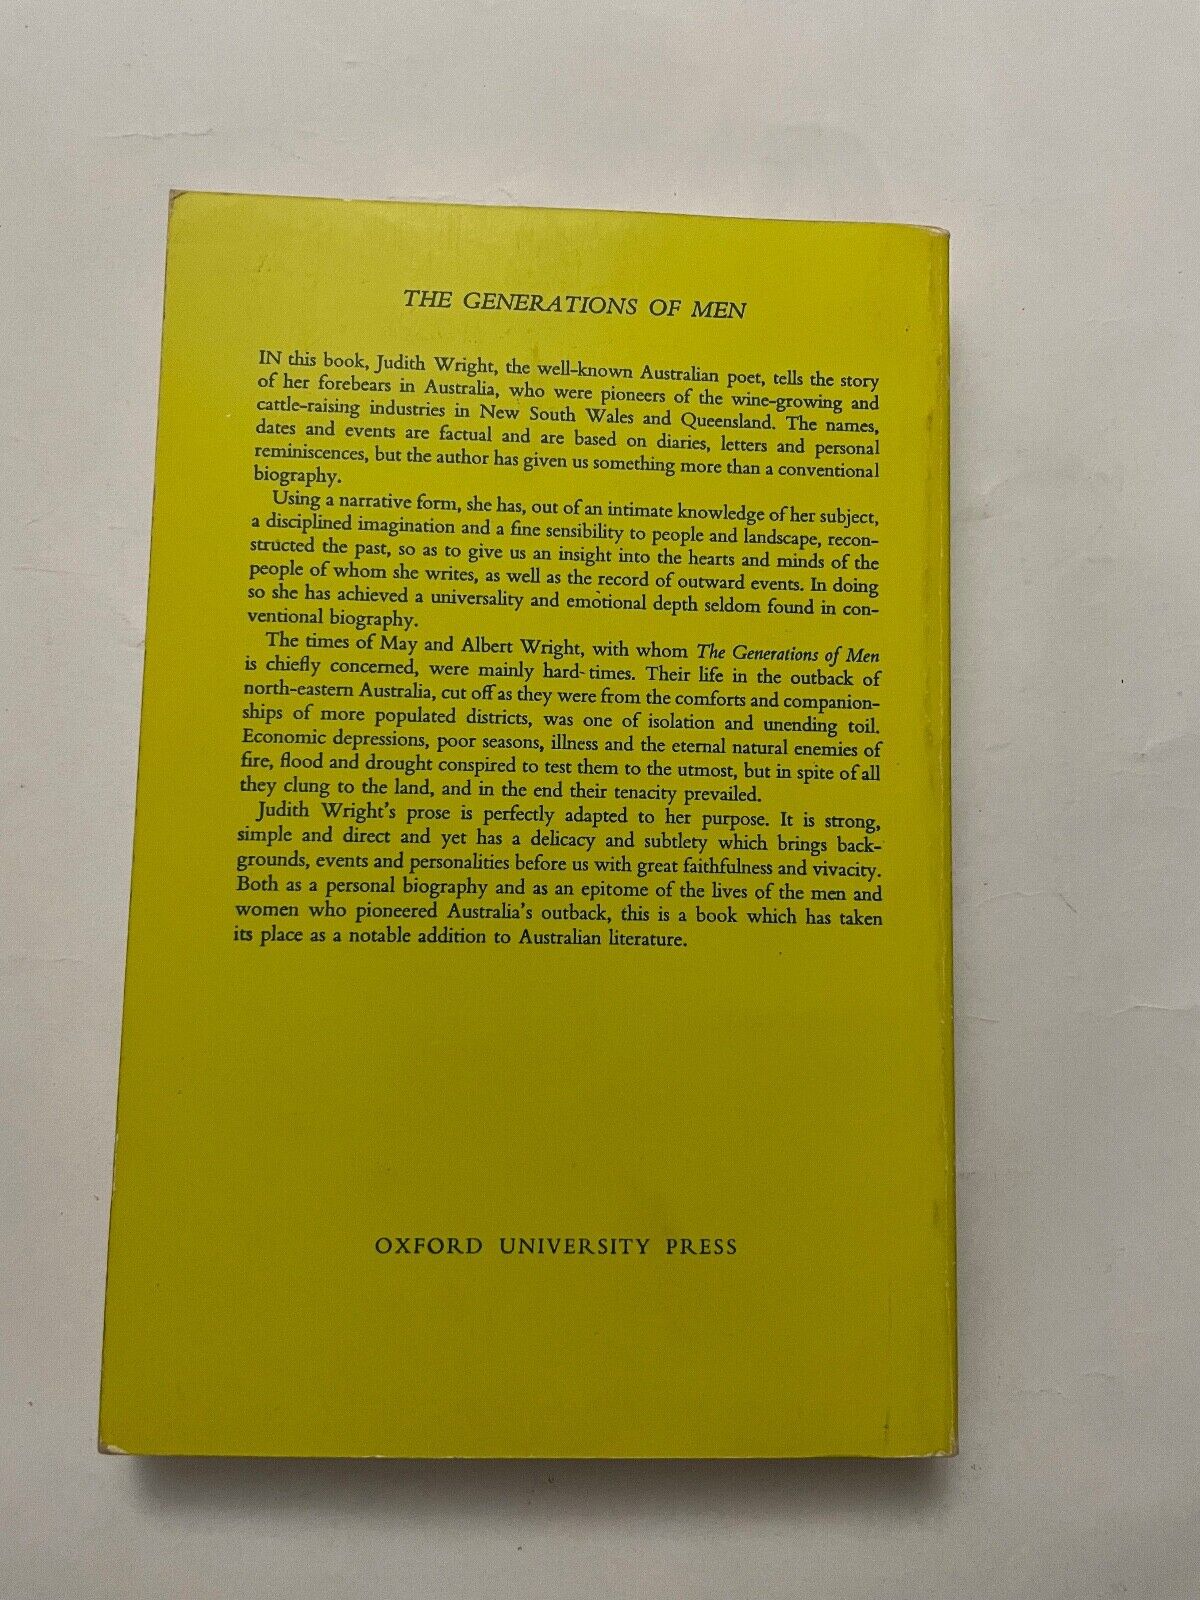 THE GENERATIONS OF MEN
IN this book, Judith Wright, the well-known Australian poet, tells the story
of her forebears in Australia, who were pioneers of the wine-growing and
cattle-raising industries in New South Wales and Queensland. The names,
dates and events are factual and are based on diaries, letters and personal
reminiscences, but the author has given us something more than a conventional
biography.
Using a narrative form, she has, out of an intimate knowledge of her subject,
a disciplined imagination and a fine sensibility to people and landscape, recon-
structed the past, so as to give us an insight into the hearts and minds of the
people of whom she writes, as well as the record of outward events. In doing
so she has achieved a universality and emotional depth seldom found in con-
ventional biography.
The times of May and Albert Wright, with whom The Generations of Men
is chiefly concerned, were mainly hard-times. Their life in the outback of
north-eastern Australia, cut off as they were from the comforts and companion-
ships of more populated districts, was one of isolation and unending toil.
Economic depressions, poor seasons, illness and the eternal natural enemies of
fire, flood and drought conspired to test them to the utmost, but in spite of all
they clung to the land, and in the end their tenacity prevailed.
Judith Wright's prose is perfectly adapted to her purpose. It is strong,
simple and direct and yet has a delicacy and subtlety which brings back-
grounds, events and personalities before us with great faithfulness and vivacity.
Both as a personal biography and as an epitome of the lives of the men and
women who pioneered Australia's outback, this is a book which has taken
its place as a notable addition to Australian literature.
OXFORD UNIVERSITY PRESS